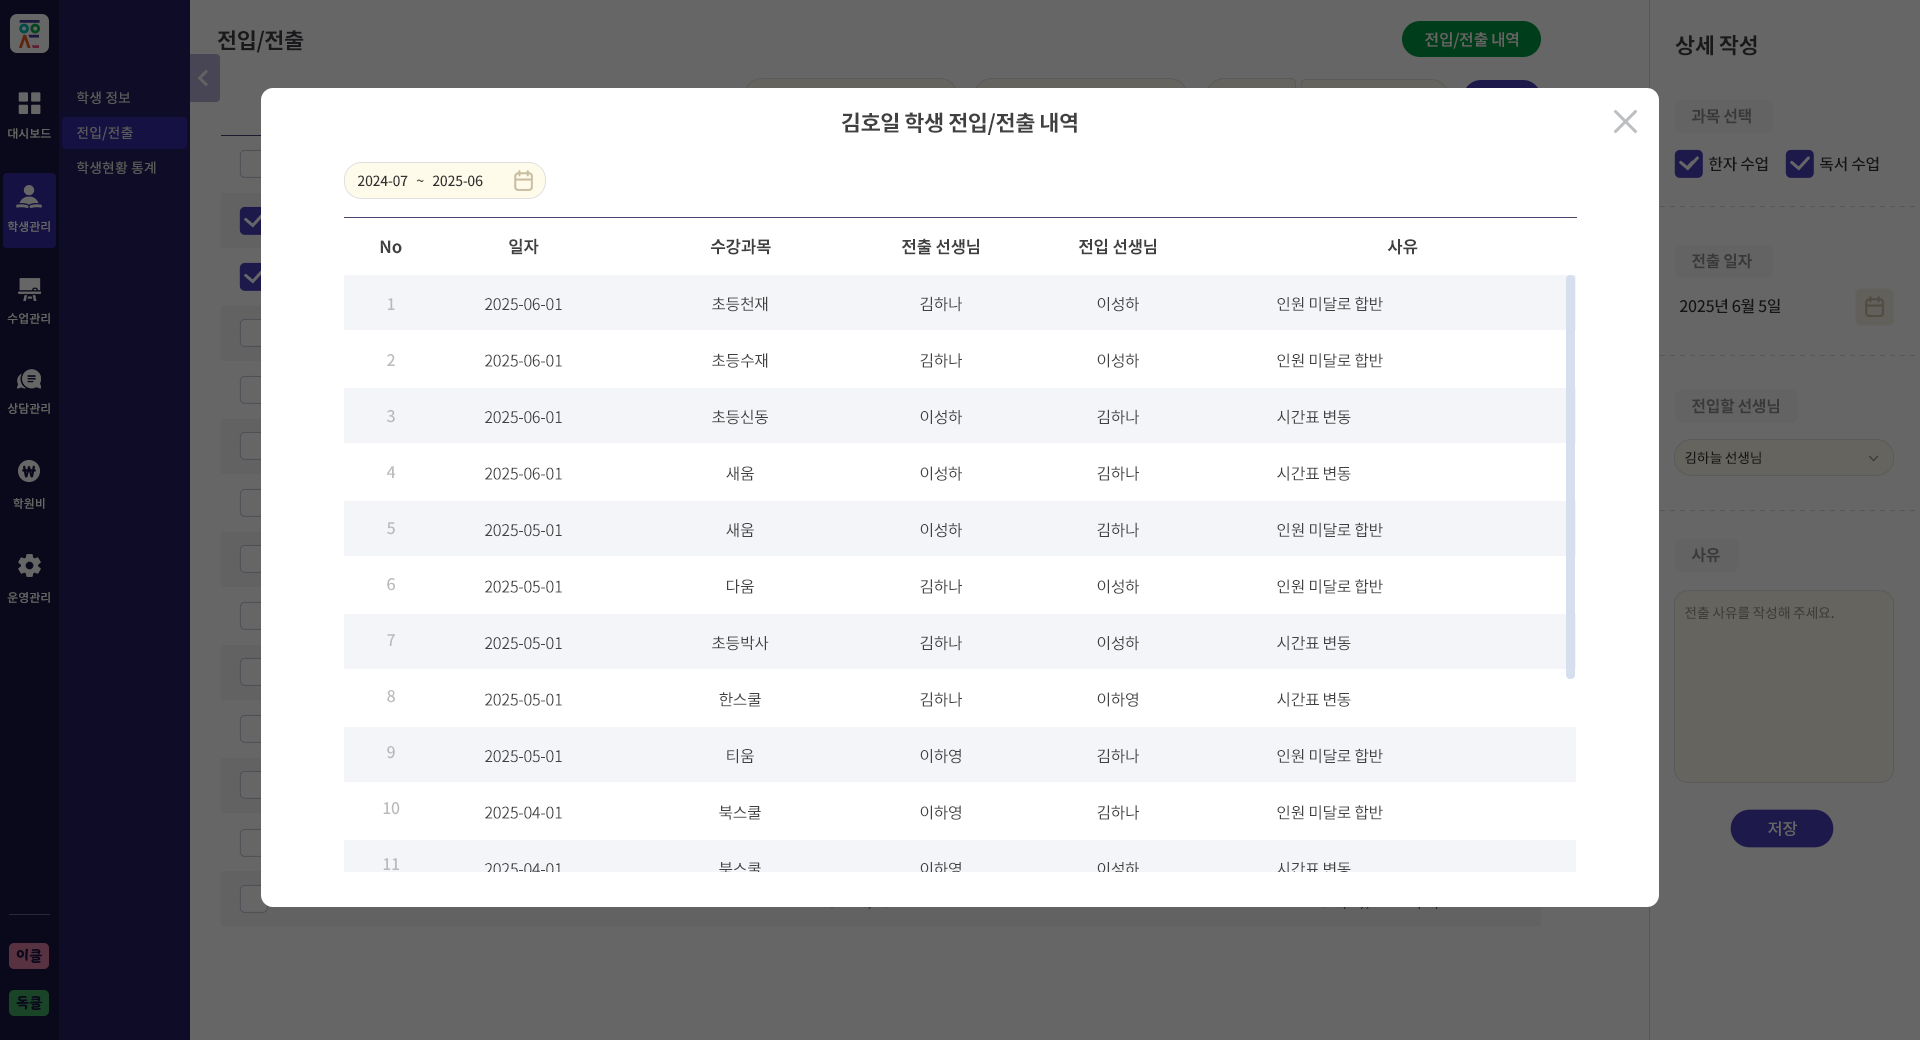 전입/전출
전입/전출 내역
상세 작성
대시보드
학생관리
수업관리
상담관리
학원비
운영관리
이클
독클
학생 정보
전입/전출
학생현황 통계
김호일 학생 전입/전출 내역
2024-07 ~ 2025-06
No 일자 수강과목 전출 선생님 전입 선생님 사유
1 2025-06-01 초등천재 김하나 이성하 인원 미달로 합반
2 2025-06-01 초등수재 김하나 이성하 인원 미달로 합반
3 2025-06-01 초등신동 이성하 김하나 시간표 변동
4 2025-06-01 새움 이성하 김하나 시간표 변동
5 2025-05-01 새움 이성하 김하나 인원 미달로 합반
6 2025-05-01 다움 김하나 이성하 인원 미달로 합반
7 2025-05-01 초등박사 김하나 이성하 시간표 변동
8 2025-05-01 한스쿨 김하나 이하영 시간표 변동
9 2025-05-01 티움 이하영 김하나 인원 미달로 합반
10 2025-04-01 북스쿨 이하영 김하나 인원 미달로 합반
11 2025-04-01 북스쿨 이하영 이성하 시간표 변동
과목 선택
한자 수업 독서 수업
전출 일자
2025년 6월 5일
전입할 선생님
김하늘 선생님
사유
전출 사유를 작성해 주세요.
저장